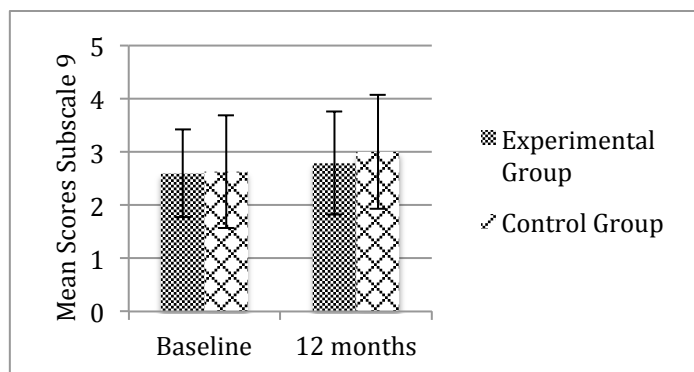 Mean Scores Subscale 9
5
4
3
2
1
0
Baseline
12 months
Experimental
Group
Control Group